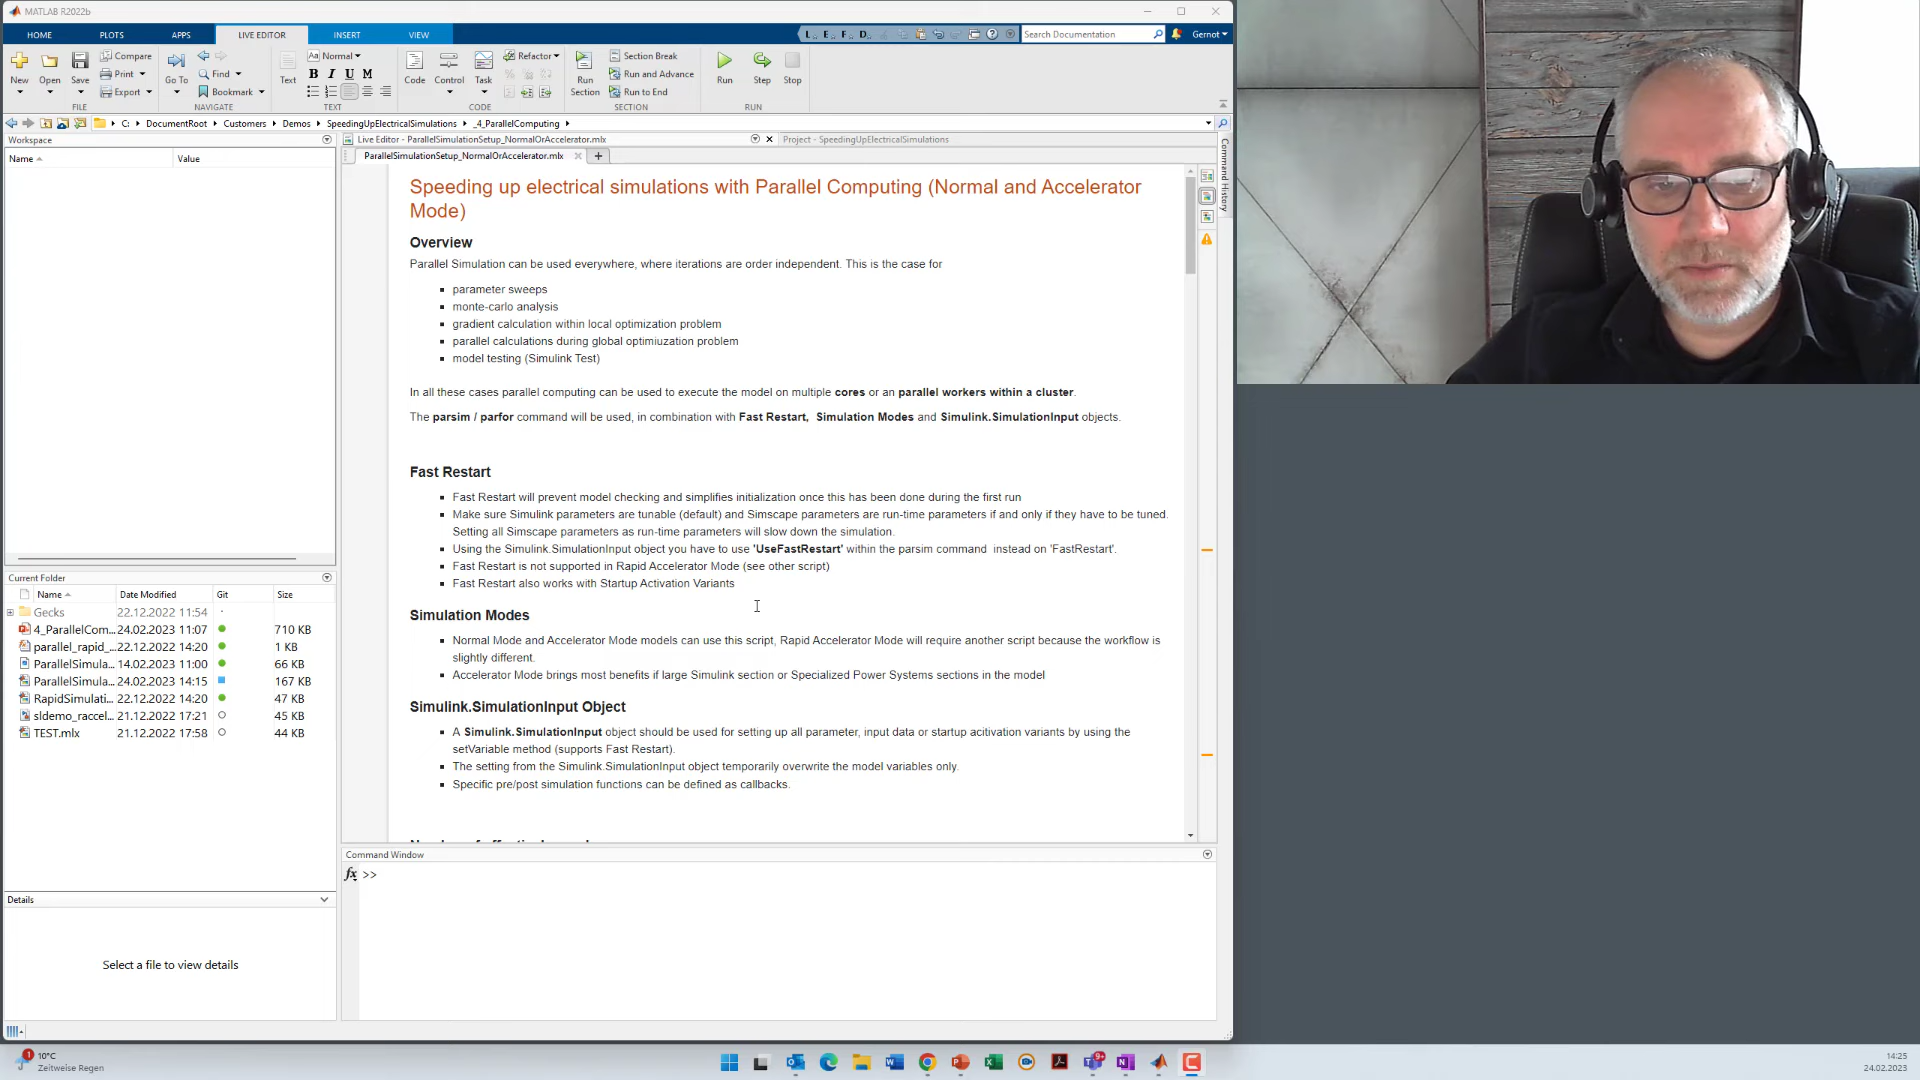 MATLAB R2022b
HOME PLOTS APPS LIVE EDITOR INSERT VIEW
Search Documentation Gernot
New Open Save Compare Print Export
FILE
Go To Find Bookmark
NAVIGATE
Text Normal B I U M
TEXT
Code Control Task Refactor
CODE
Run Section Section Break Run and Advance Run to End
SECTION
Run Step Stop
RUN
C: DocumentRoot Customers Demos SpeedingUpElectricalSimulations _4_ParallelComputing
Workspace
Name Value
Live Editor - ParallelSimulationSetup_NormalOrAccelerator.mlx
Project - SpeedingUpElectricalSimulations
ParallelSimulationSetup_NormalOrAccelerator.mlx
Command History
Speeding up electrical simulations with Parallel Computing (Normal and Accelerator
Mode)
Overview
Parallel Simulation can be used everywhere, where iterations are order independent. This is the case for
parameter sweeps
monte-carlo analysis
gradient calculation within local optimization problem
parallel calculations during global optimiuzation problem
model testing (Simulink Test)
In all these cases parallel computing can be used to execute the model on multiple cores or an parallel workers within a cluster.
The parsim / parfor command will be used, in combination with Fast Restart, Simulation Modes and Simulink.SimulationInput objects.
Fast Restart
Fast Restart will prevent model checking and simplifies initialization once this has been done during the first run
Make sure Simulink parameters are tunable (default) and Simscape parameters are run-time parameters if and only if they have to be tuned.
Setting all Simscape parameters as run-time parameters will slow down the simulation.
Using the Simulink.SimulationInput object you have to use 'UseFastRestart' within the parsim command instead on 'FastRestart'.
Fast Restart is not supported in Rapid Accelerator Mode (see other script)
Fast Restart also works with Startup Activation Variants
Simulation Modes
Normal Mode and Accelerator Mode models can use this script, Rapid Accelerator Mode will require another script because the workflow is
slightly different.
Accelerator Mode brings most benefits if large Simulink section or Specialized Power Systems sections in the model
Simulink.SimulationInput Object
A Simulink.SimulationInput object should be used for setting up all parameter, input data or startup acitivation variants by using the
setVariable method (supports Fast Restart).
The setting from the Simulink.SimulationInput object temporarily overwrite the model variables only.
Specific pre/post simulation functions can be defined as callbacks.
Current Folder
Name Date Modified Git Size
Gecks 22.12.2022 11:54
4_ParallelCom... 24.02.2023 11:07 710 KB
parallel_rapid_... 22.12.2022 14:20 1 KB
ParallelSimula... 14.02.2023 11:00 66 KB
ParallelSimula... 24.02.2023 14:15 167 KB
RapidSimulati... 22.12.2022 14:20 47 KB
sldemo_raccel... 21.12.2022 17:21 45 KB
TEST.mlx 21.12.2022 17:58 44 KB
Details
Select a file to view details
Command Window
fx >>
1
10°C
Zeitweise Regen
9+
14:25
24.02.2023